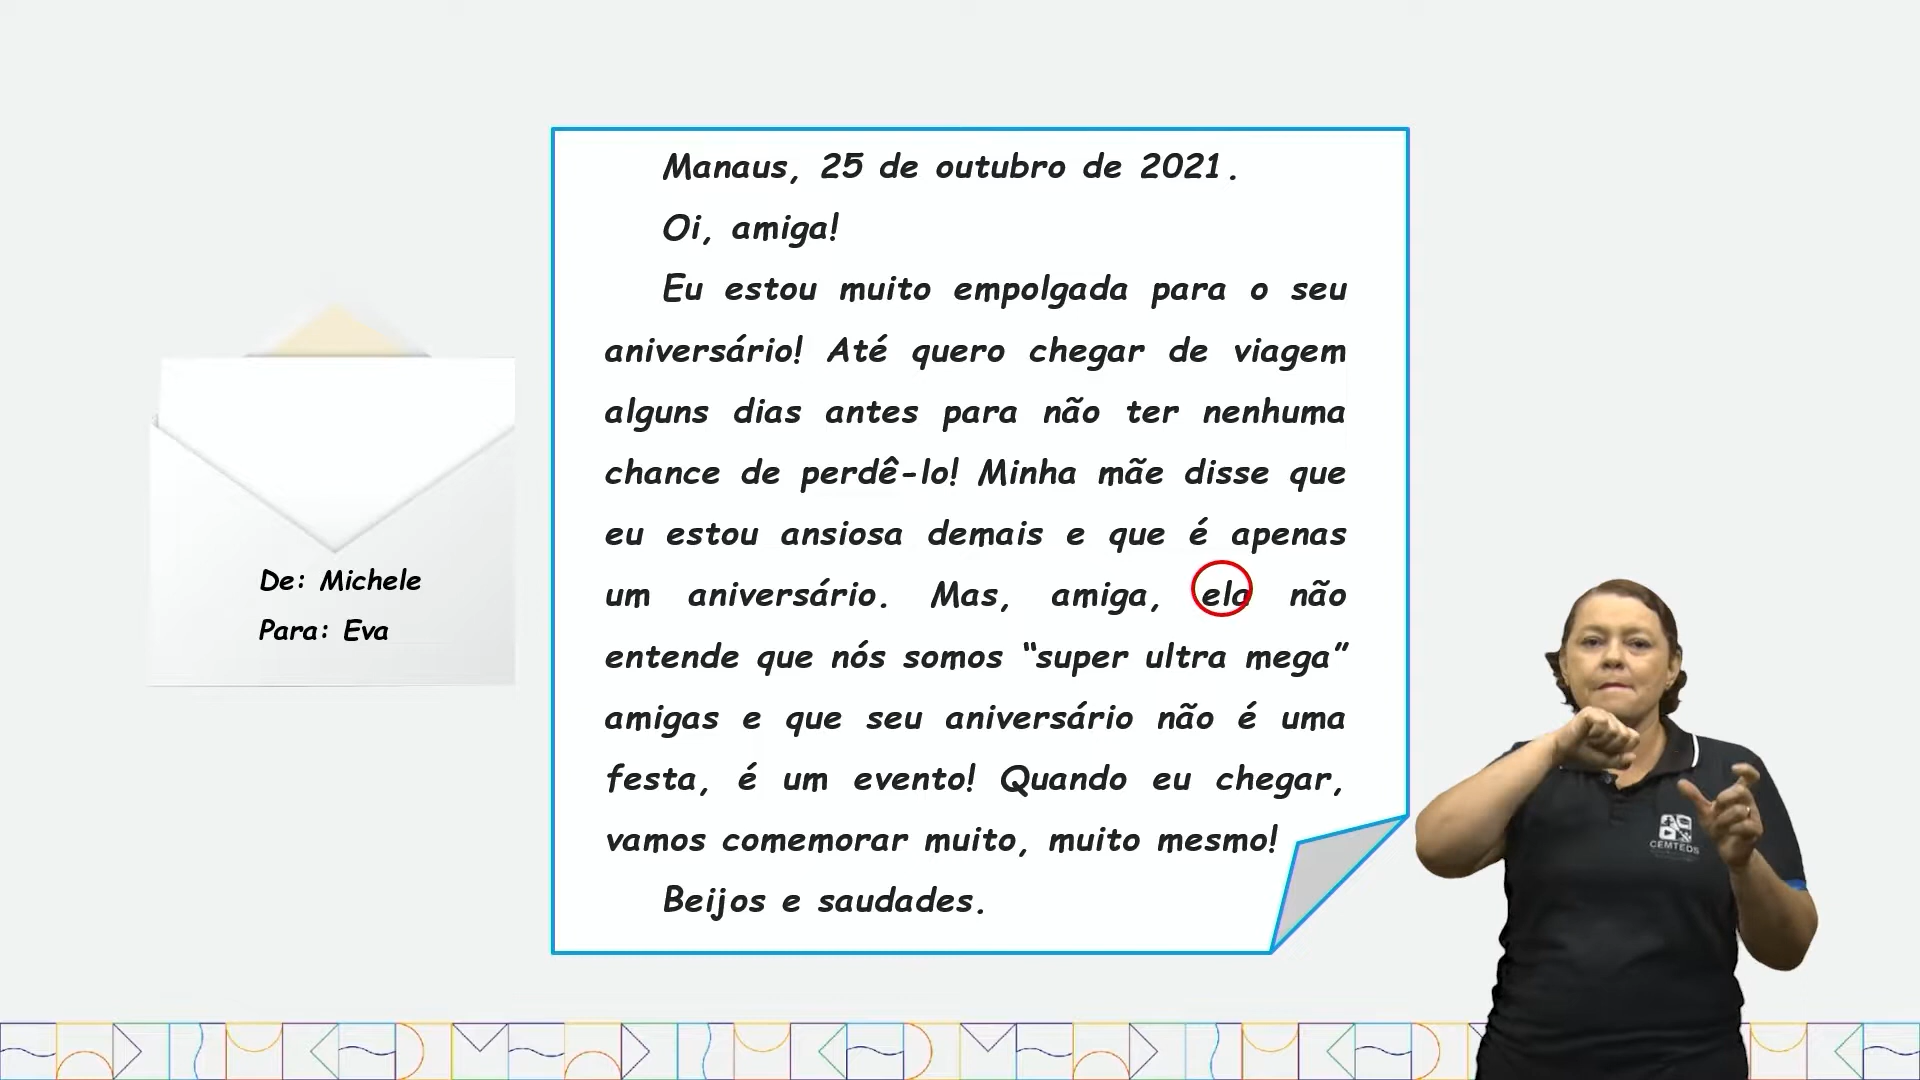 Manaus, 25 de outubro de 2021.
Oi, amiga!
Eu estou muito empolgada para o seu
aniversário! Até quero chegar de viagem
alguns dias antes para não ter nenhuma
chance de perdê-lo! Minha mãe disse que
eu estou ansiosa demais e que é apenas
um aniversário. Mas, amiga, ela não
entende que nós somos “super ultra mega”
amigas e que seu aniversário não é uma
festa, é um evento! Quando eu chegar,
vamos comemorar muito, muito mesmo!
Beijos e saudades.
De: Michele
Para: Eva
CEMTEDS